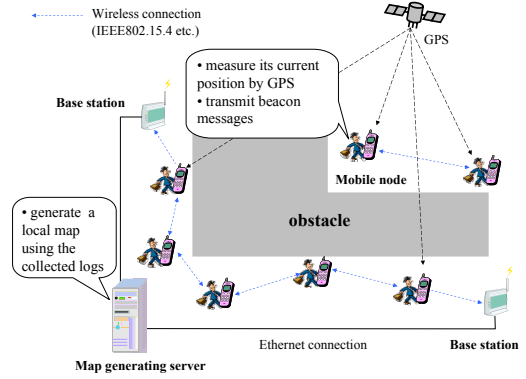 Wireless connection
(IEEE802.15.4 etc.)
GPS
• measure its current
position by GPS
• transmit beacon
messages
Base station
Mobile node
• generate a
local map
using the
collected logs
obstacle
Ethernet connection
Base station
Map generating server